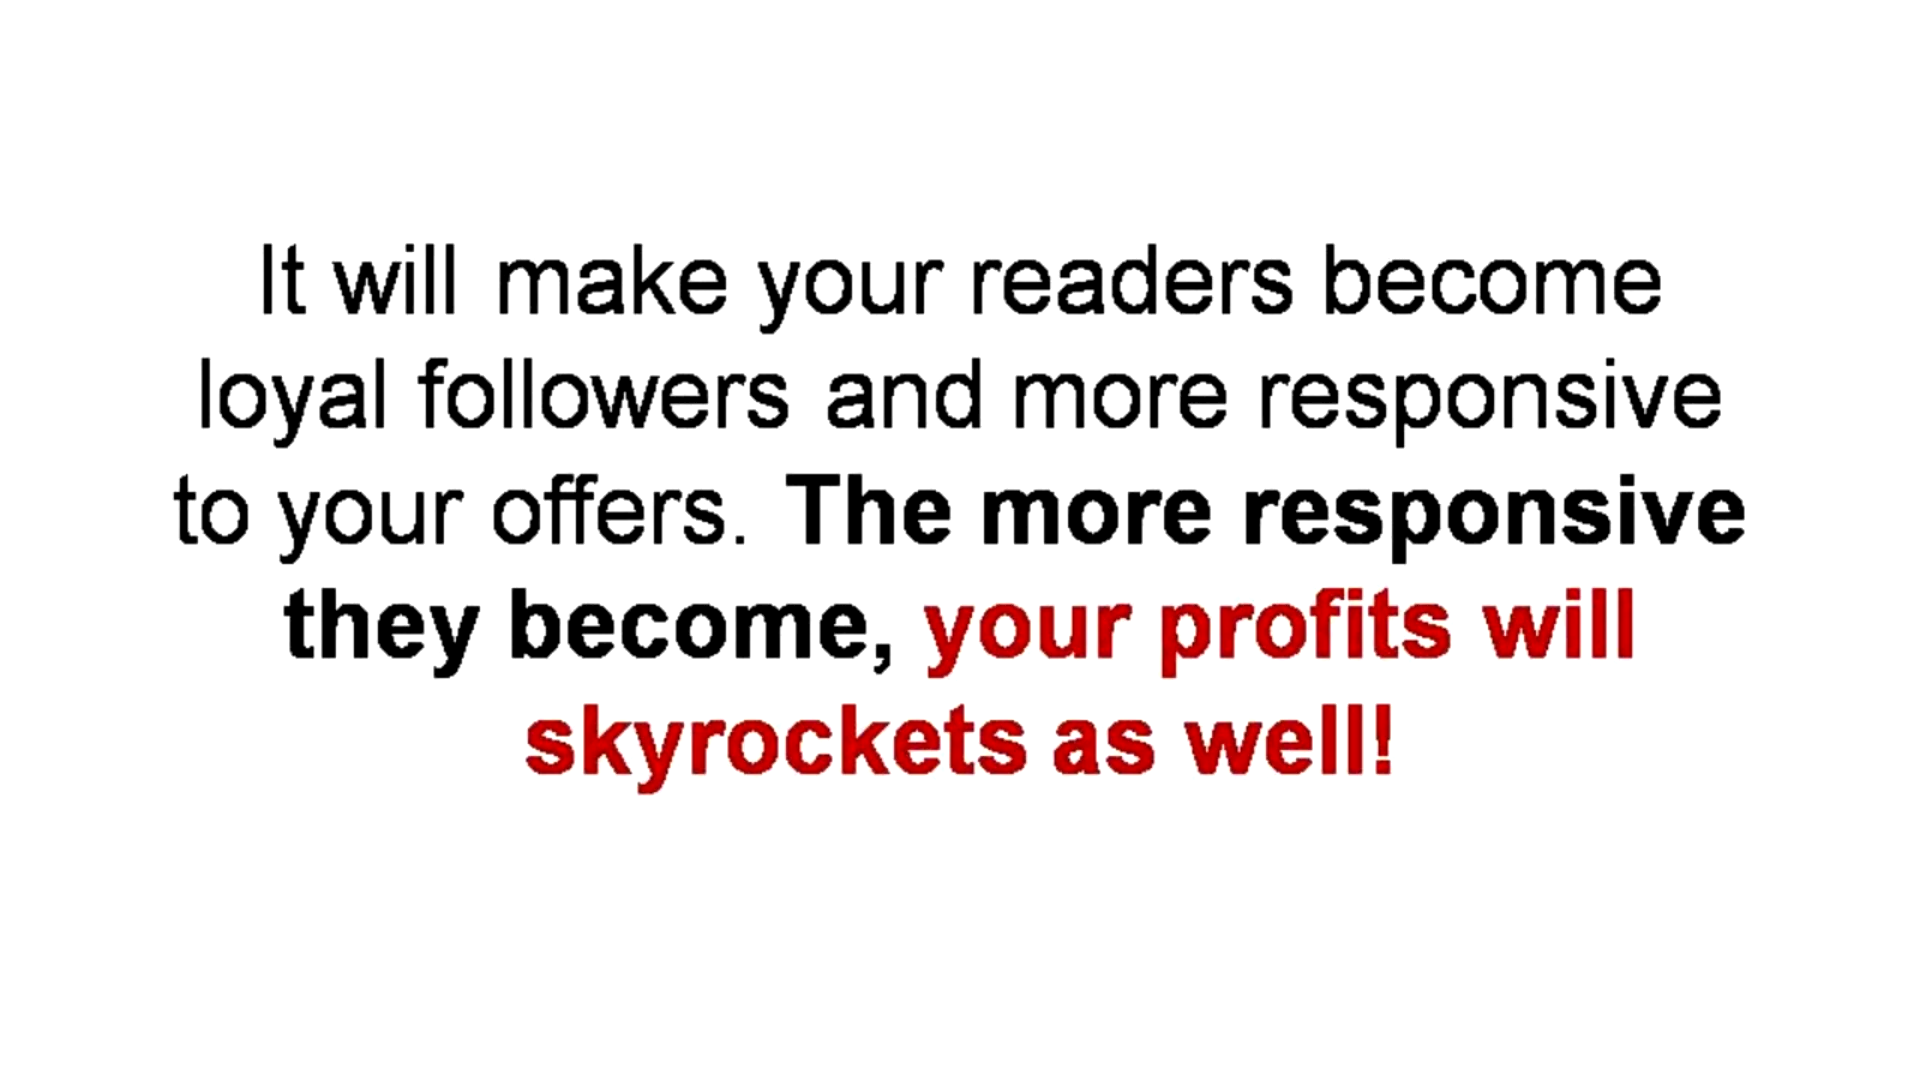 It will make your readers become
loyal followers and more responsive
to your offers. The more responsive
they become, your profits will
skyrockets as well!